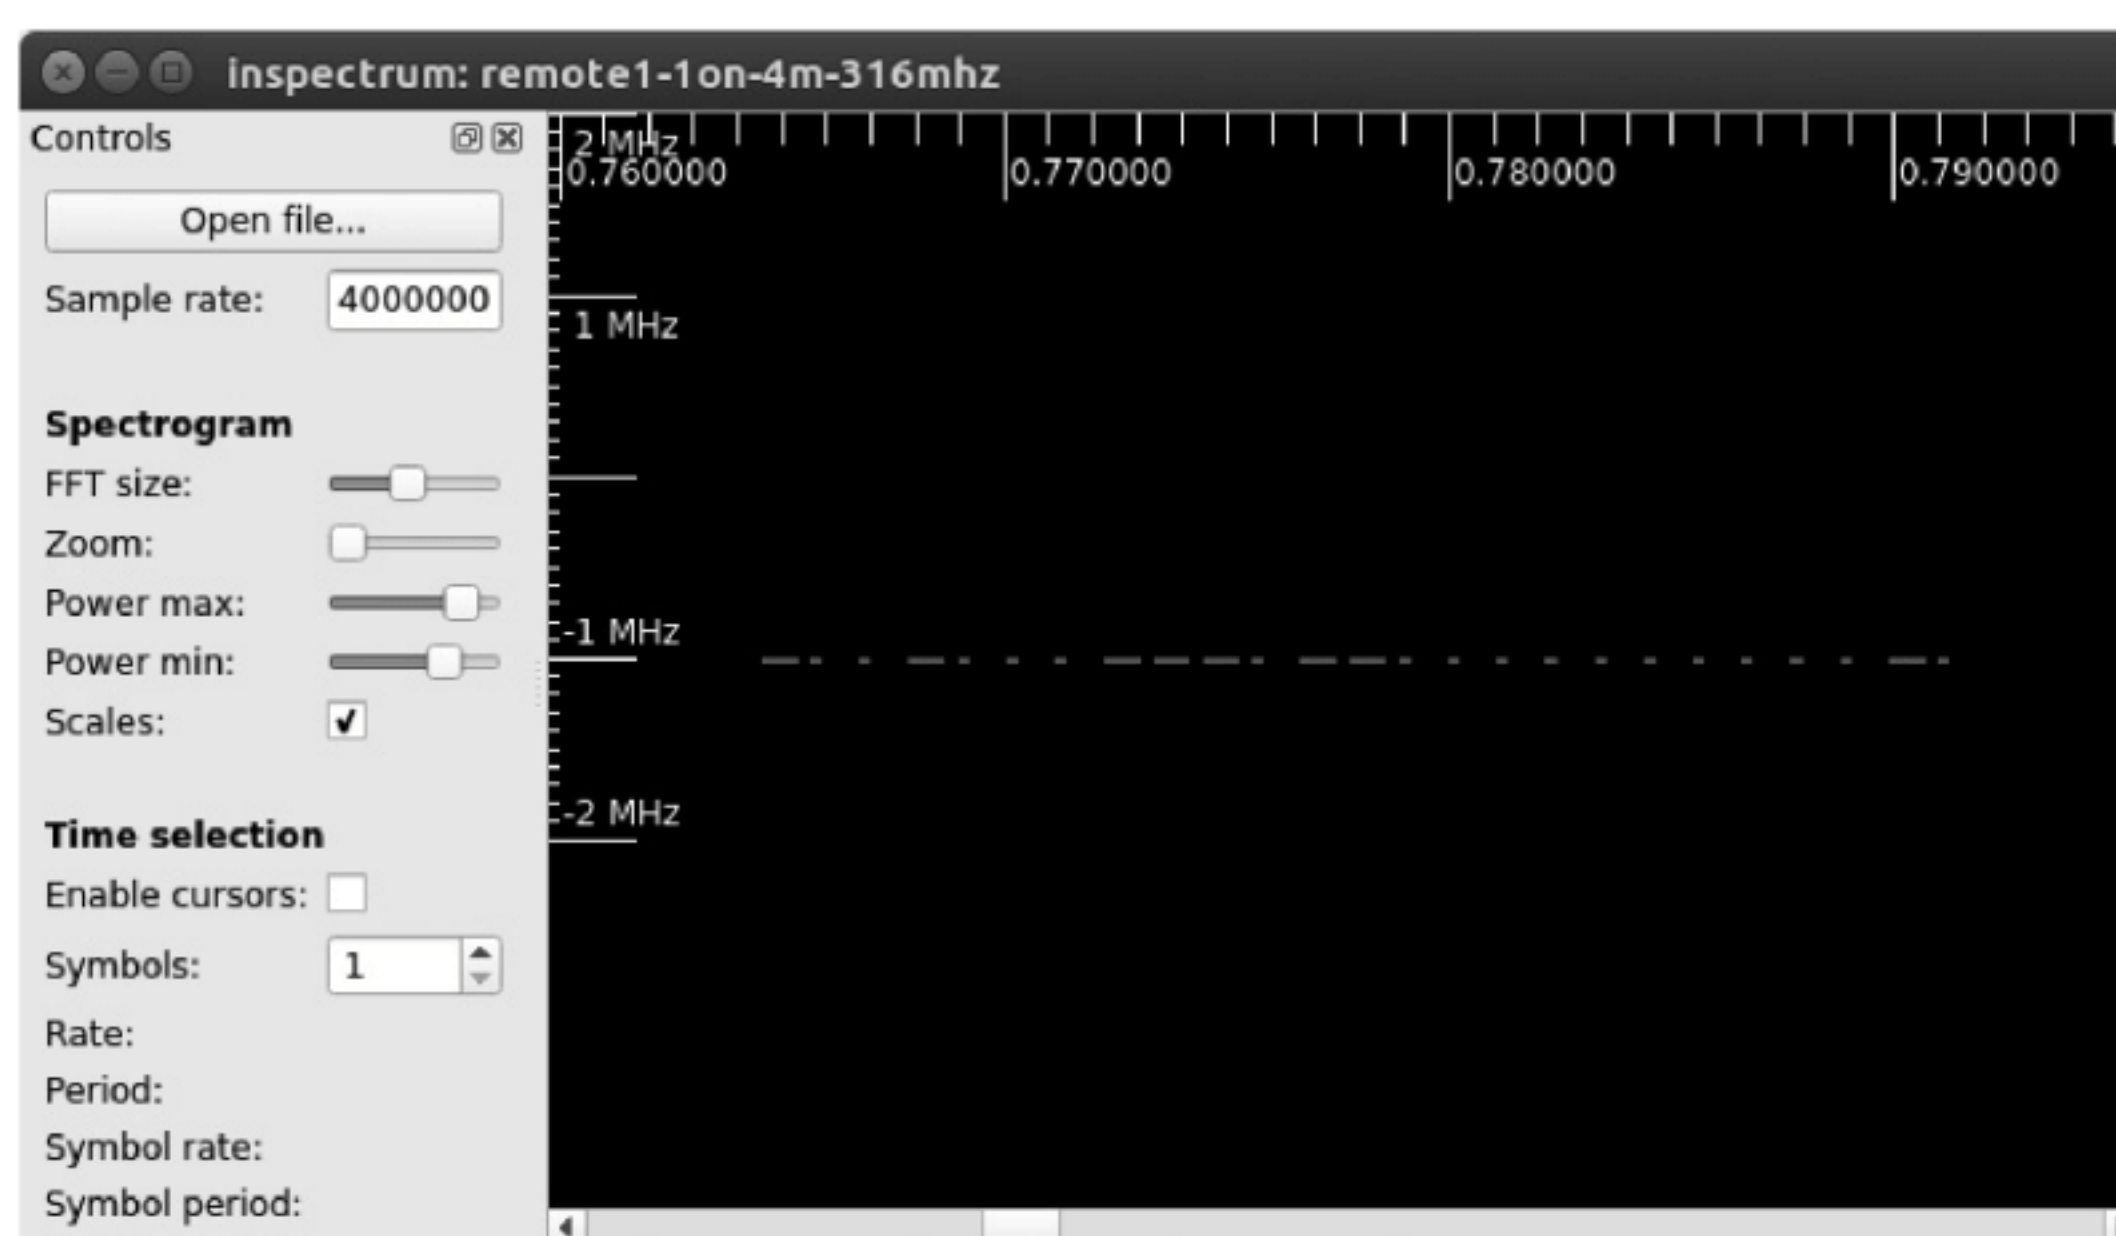 inspectrum: remote1-1on-4m-316mhz
Controls
Open file...
Sample rate: 4000000
Spectrogram
FFT size:
Zoom:
Power max:
Power min:
Scales:
Time selection
Enable cursors:
Symbols: 1
Rate:
Period:
Symbol rate:
Symbol period:
2 MHz
0.760000 0.770000 0.780000 0.790000
1 MHz
-1 MHz
-2 MHz